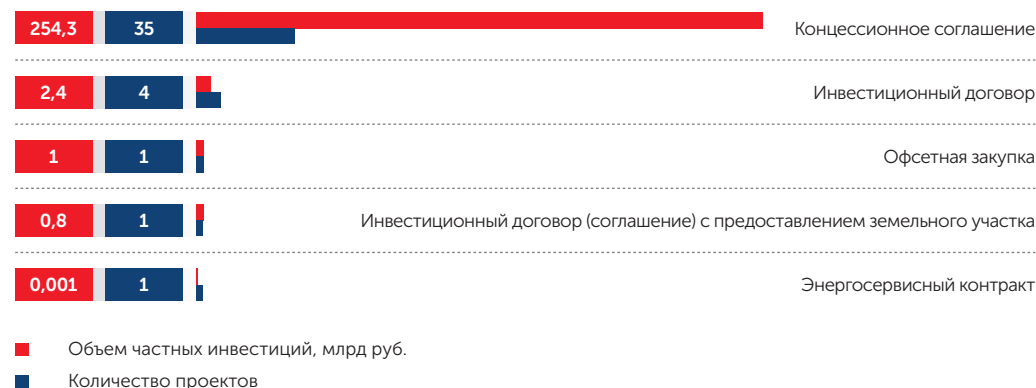 254,3 35 Концессионное соглашение
2,4 4 Инвестиционный договор
1 1 Офсетная закупка
0,8 1 Инвестиционный договор (соглашение) с предоставлением земельного участка
0,001 1 Энергосервисный контракт
Объем частных инвестиций, млрд руб.
Количество проектов